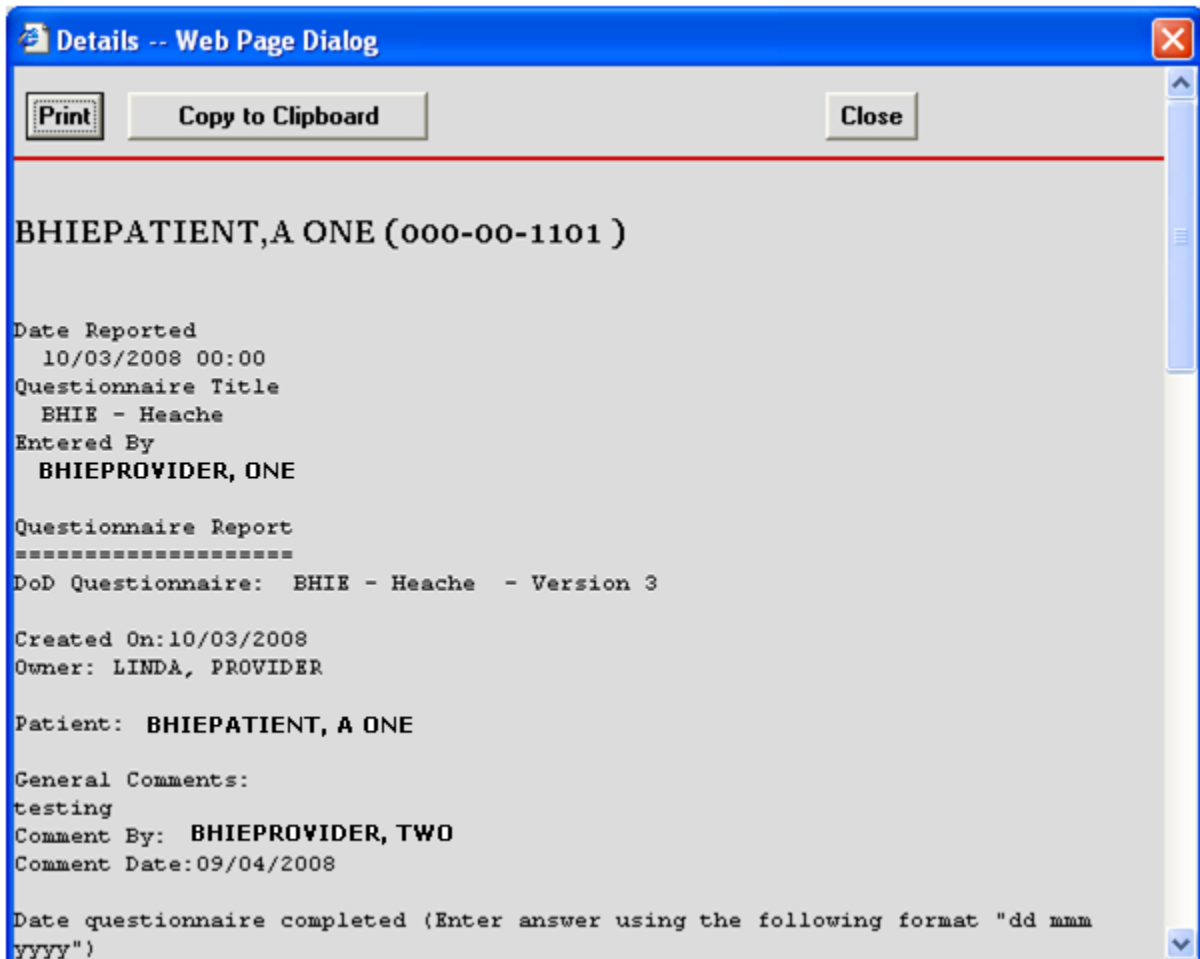 Details -- Web Page Dialog
Print Copy to Clipboard Close
BHIEPATIENT,A ONE (000-00-1101 )
Date Reported
10/03/2008 00:00
Questionnaire Title
BHIE - Heache
Entered By
BHIEPROVIDER, ONE
Questionnaire Report
====================
DoD Questionnaire:  BHIE - Heache  - Version 3
Created On:10/03/2008
Owner: LINDA, PROVIDER
Patient: BHIEPATIENT, A ONE
General Comments:
testing
Comment By: BHIEPROVIDER, TWO
Comment Date:09/04/2008
Date questionnaire completed (Enter answer using the following format "dd mmm
yyyy")